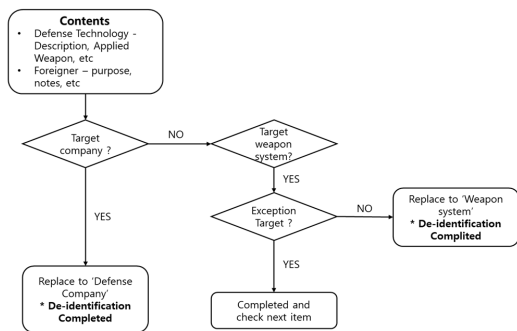 Contents
• Defense Technology -
Description, Applied
Weapon, etc
• Foreigner – purpose,
notes, etc
Target
company ?
NO
Target
weapon
system?
YES
YES
Exception
Target ?
NO
Replace to 'Weapon
system'
* De-identification
Complited
YES
Replace to 'Defense
Company'
* De-identification
Completed
Completed and
check next item